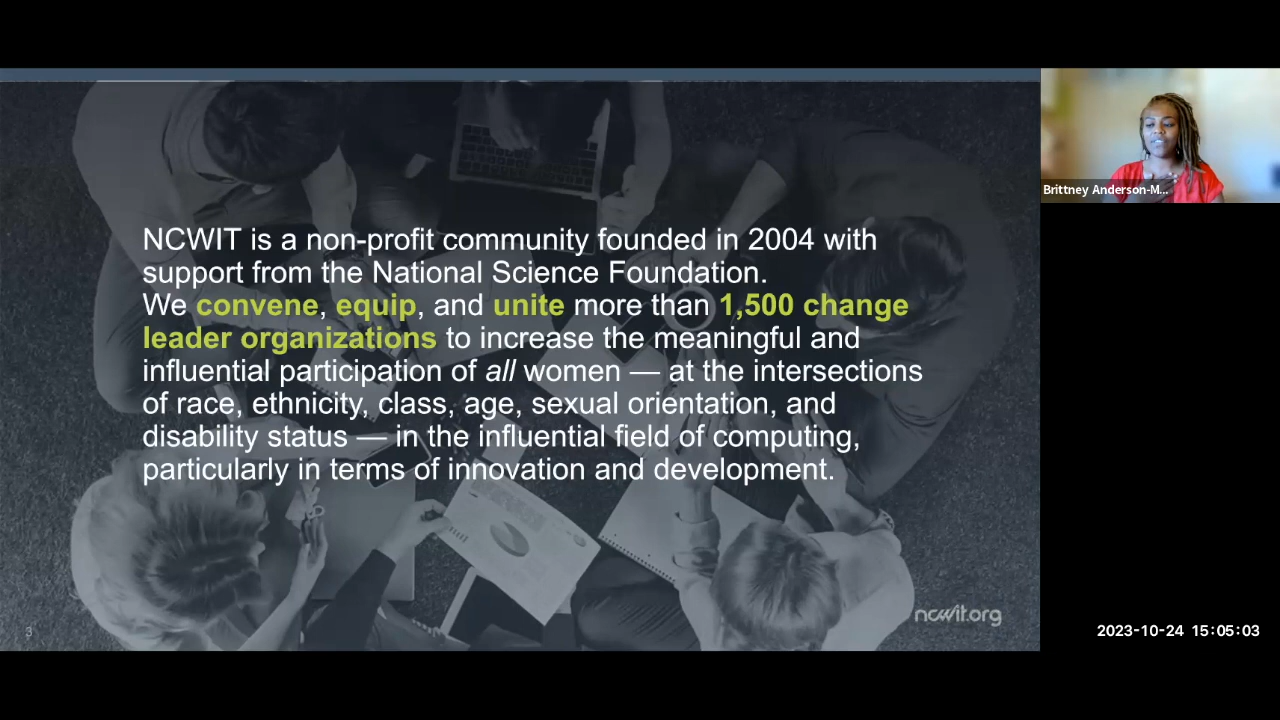 NCWIT is a non-profit community founded in 2004 with
support from the National Science Foundation.
We convene, equip, and unite more than 1,500 change
leader organizations to increase the meaningful and
influential participation of all women — at the intersections
of race, ethnicity, class, age, sexual orientation, and
disability status — in the influential field of computing,
particularly in terms of innovation and development.
ncwit.org
3
Brittney Anderson-M...
2023-10-24 15:05:03